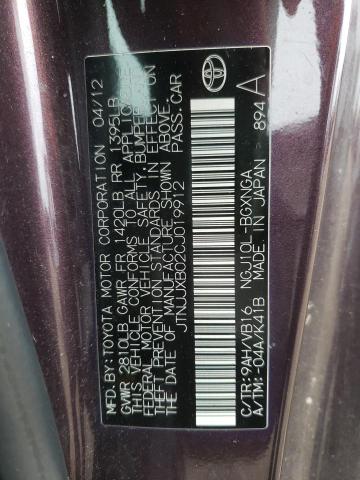 MFD.BY: TOYOTA MOTOR CORPORATION 04/12
GVWR 2810LB GAWR FR 1420LB RR 1395LB
THIS VEHICLE CONFORMS TO ALL APPLICABLE
FEDERAL MOTOR VEHICLE SAFETY, BUMPER, AND
THEFT PREVENTION STANDARDS IN EFFECT
ON THE DATE OF MANUFACTURE SHOWN ABOVE.
JTNJJXB02CJ019912 PASS.CAR
C/TR: 9AH/VB16 NGJ10L-BGXNGA
A/TM: -04A/K41B MADE IN JAPAN 894 A
TOYOTA